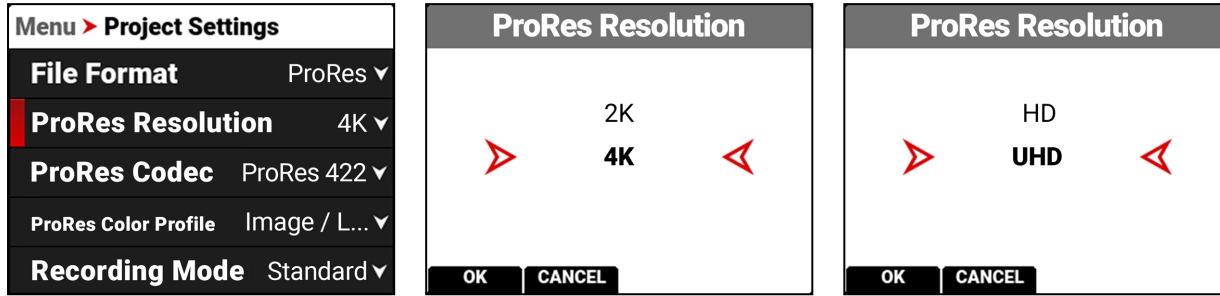 Menu > Project Settings
File Format ProRes
ProRes Resolution 4K
ProRes Codec ProRes 422
ProRes Color Profile Image / L...
Recording Mode Standard
ProRes Resolution
2K
4K
OK CANCEL
ProRes Resolution
HD
UHD
OK CANCEL